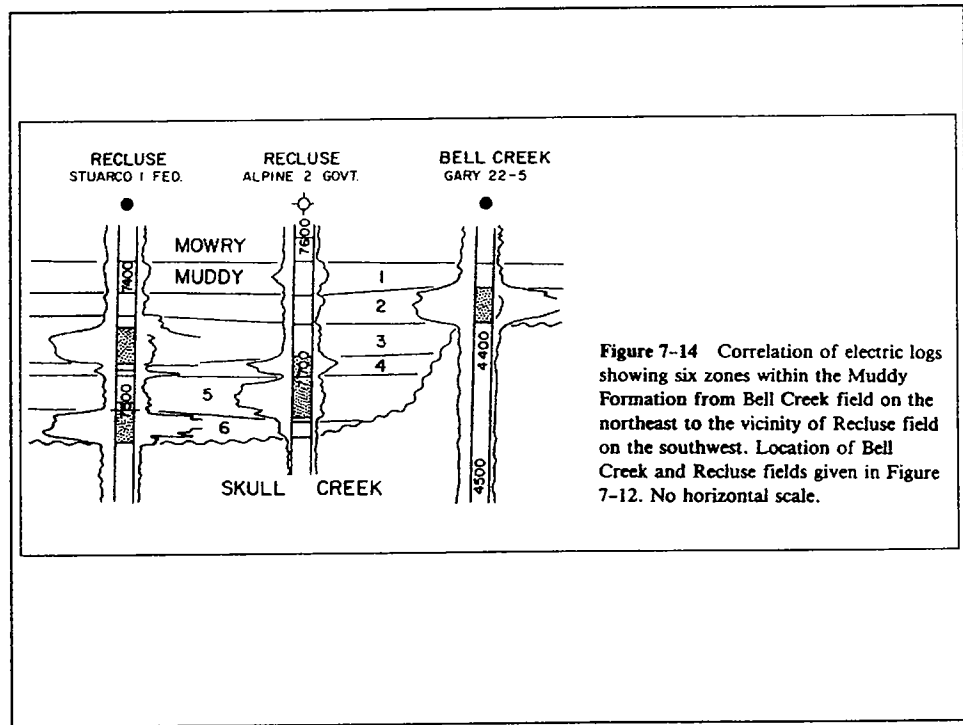 RECLUSE
STUARCO 1 FED.
RECLUSE
ALPINE 2 GOVT.
BELL CREEK
GARY 22-5
MOWRY
MUDDY
7400
7500
7600
7700
4400
4500
1
2
3
4
5
6
SKULL CREEK
Figure 7-14 Correlation of electric logs
showing six zones within the Muddy
Formation from Bell Creek field on the
northeast to the vicinity of Recluse field
on the southwest. Location of Bell
Creek and Recluse fields given in Figure
7-12. No horizontal scale.